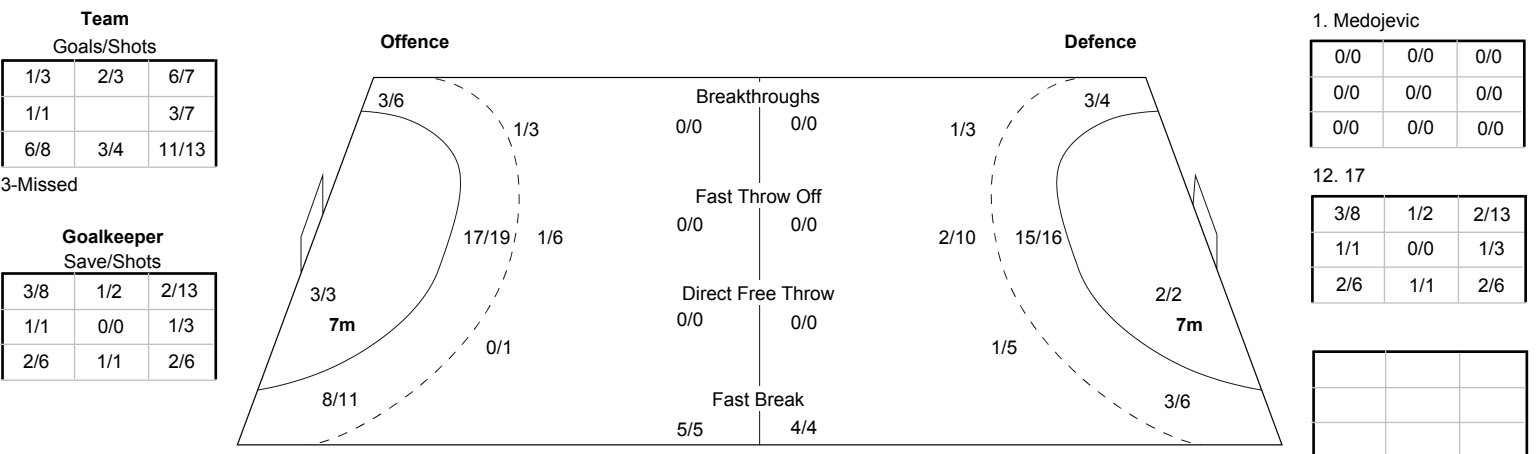 Team
Goals/Shots
1/3 2/3 6/7
1/1 3/7
6/8 3/4 11/13
3-Missed
Goalkeeper
Save/Shots
3/8 1/2 2/13
1/1 0/0 1/3
2/6 1/1 2/6
Offence
Defence
3/6
1/3
17/19
1/6
3/3
7m
0/1
8/11
Breakthroughs
0/0 0/0
Fast Throw Off
0/0 0/0
Direct Free Throw
0/0 0/0
Fast Break
5/5 4/4
3/4
1/3
2/10
15/16
2/2
7m
1/5
3/6
1. Medojevic
0/0 0/0 0/0
0/0 0/0 0/0
0/0 0/0 0/0
12. 17
3/8 1/2 2/13
1/1 0/0 1/3
2/6 1/1 2/6